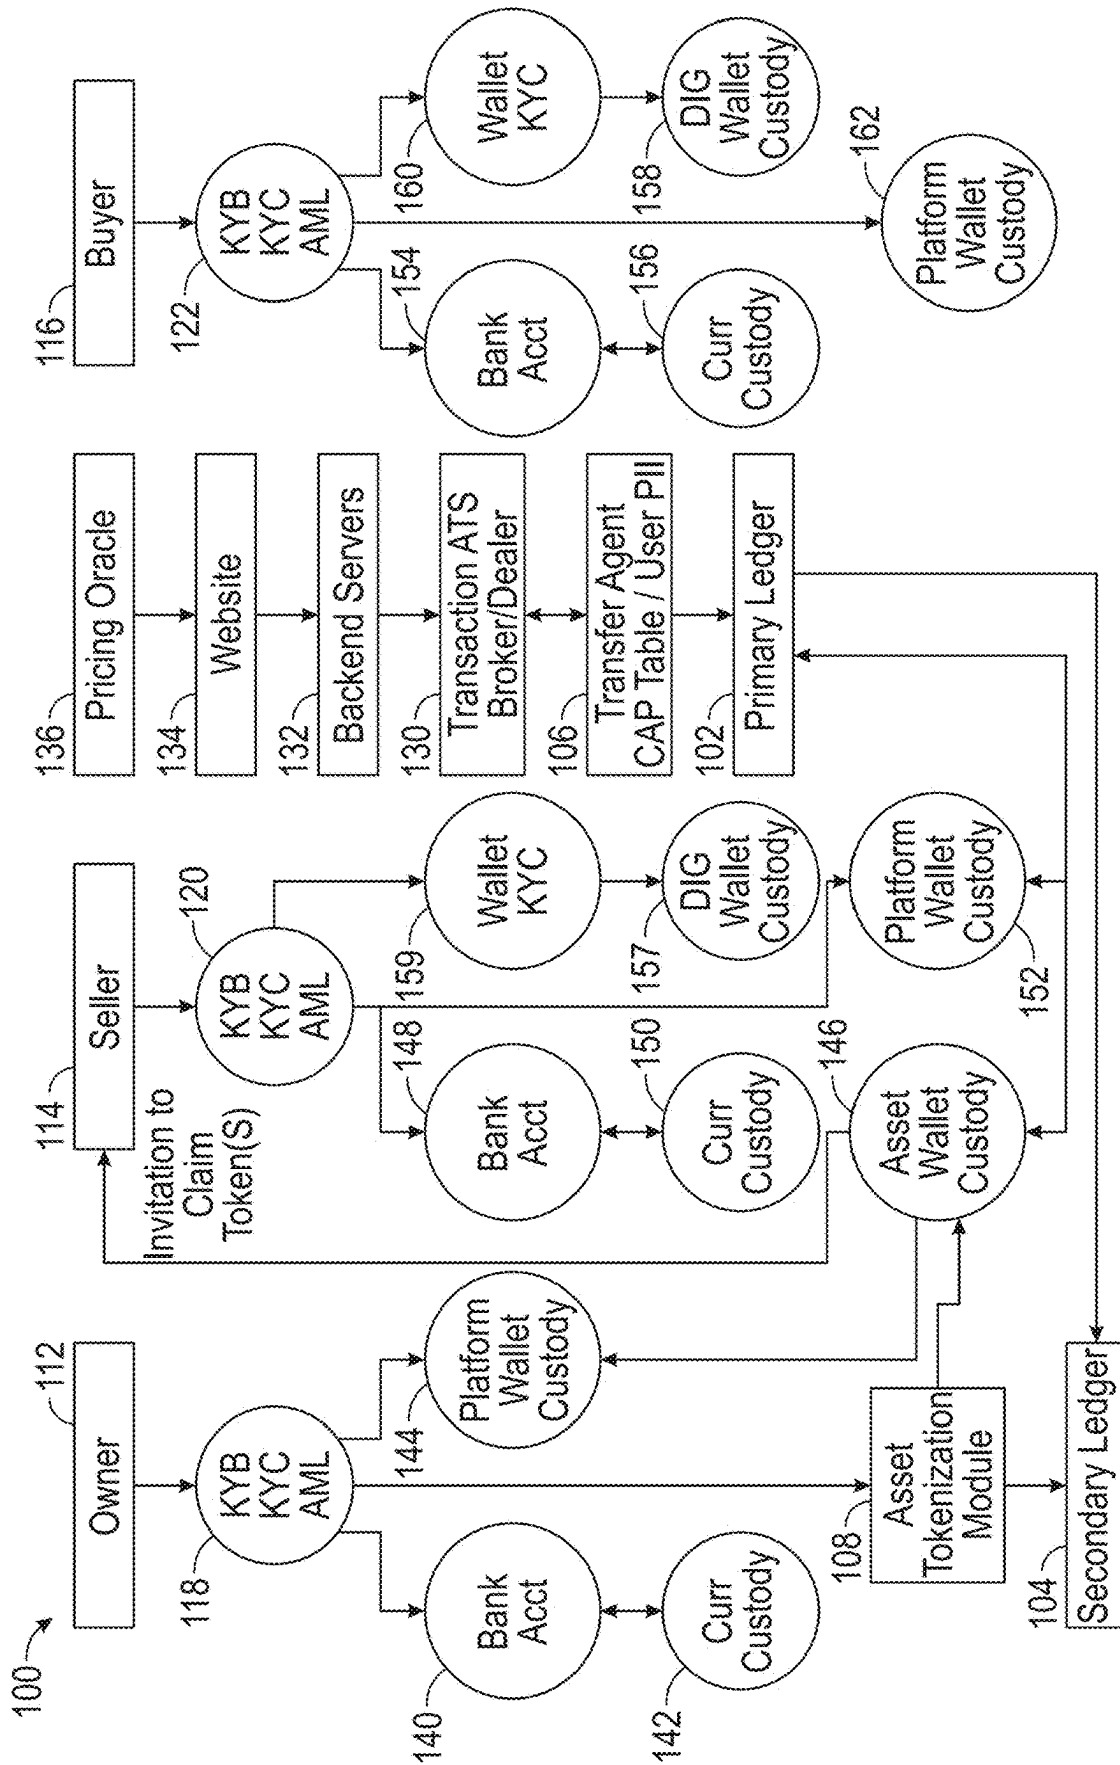 100
112
Owner
118
KYB
KYC
AML
140
Bank
Acct
142
Curr
Custody
144
Platform
Wallet
Custody
108
Asset
Tokenization
Module
104
Secondary Ledger
Invitation to
Claim
Token(S)
114
Seller
120
KYB
KYC
AML
148
Bank
Acct
150
Curr
Custody
146
Asset
Wallet
Custody
159
Wallet
KYC
157
DIG
Wallet
Custody
152
Platform
Wallet
Custody
136
Pricing Oracle
134
Website
132
Backend Servers
130
Transaction ATS
Broker/Dealer
106
Transfer Agent
CAP Table / User PII
102
Primary Ledger
116
Buyer
122
KYB
KYC
AML
154
Bank
Acct
156
Curr
Custody
160
Wallet
KYC
158
DIG
Wallet
Custody
162
Platform
Wallet
Custody